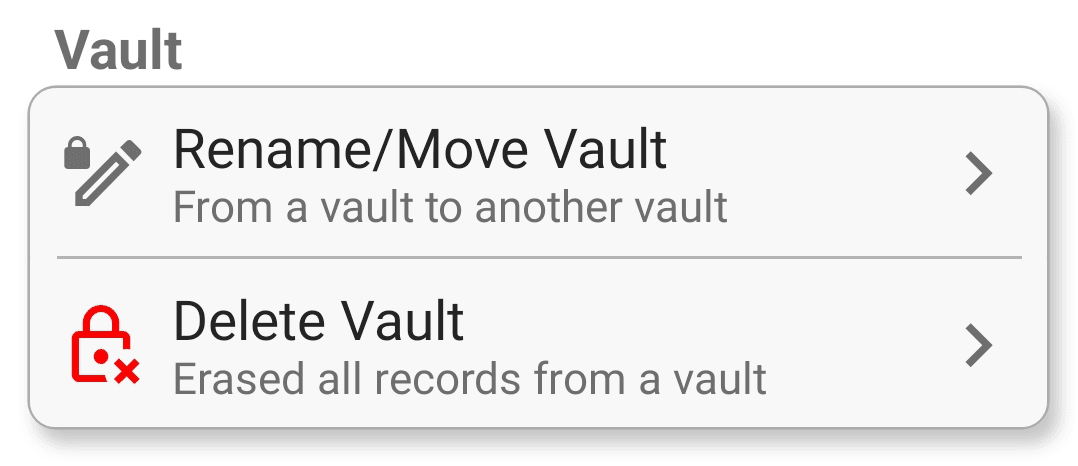 Vault
Rename/Move Vault
From a vault to another vault
Delete Vault
Erased all records from a vault